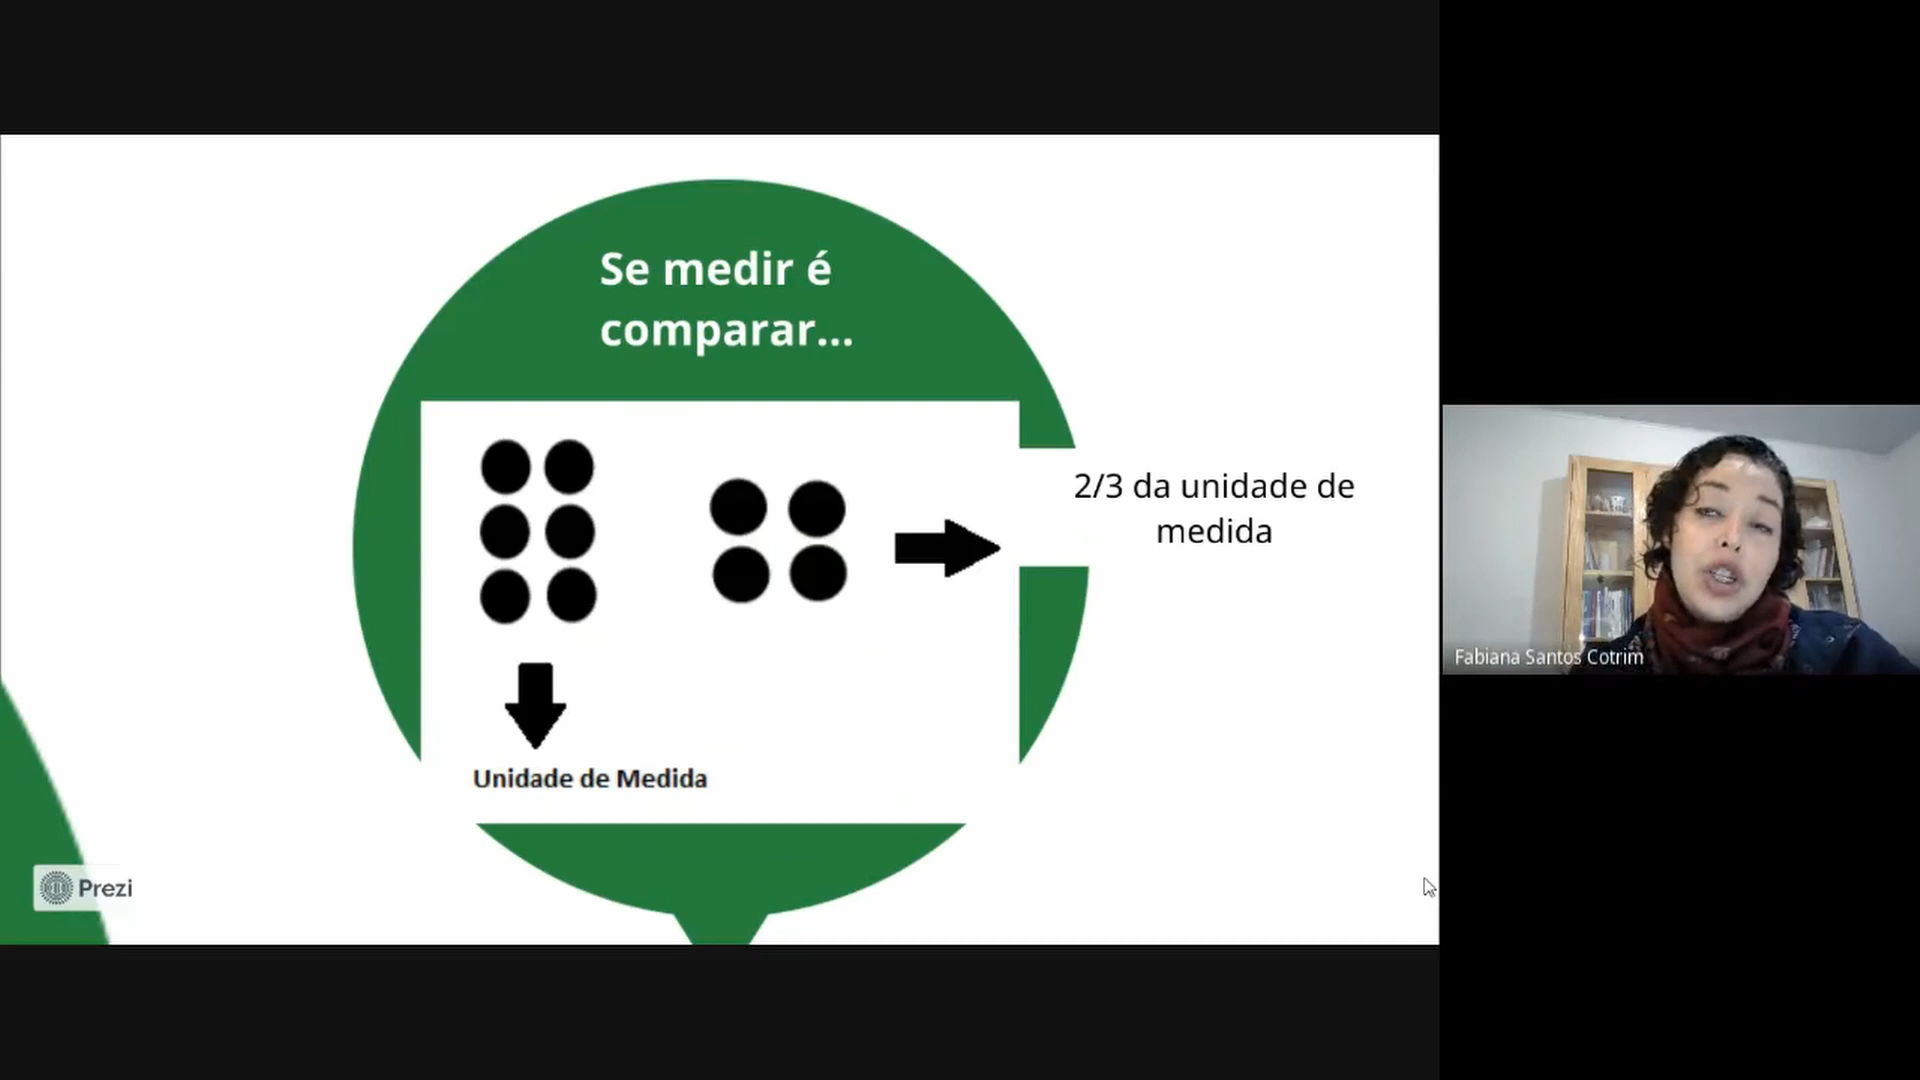 Se medir é
comparar...
2/3 da unidade de
medida
Unidade de Medida
Fabiana Santos Cotrim
Prezi